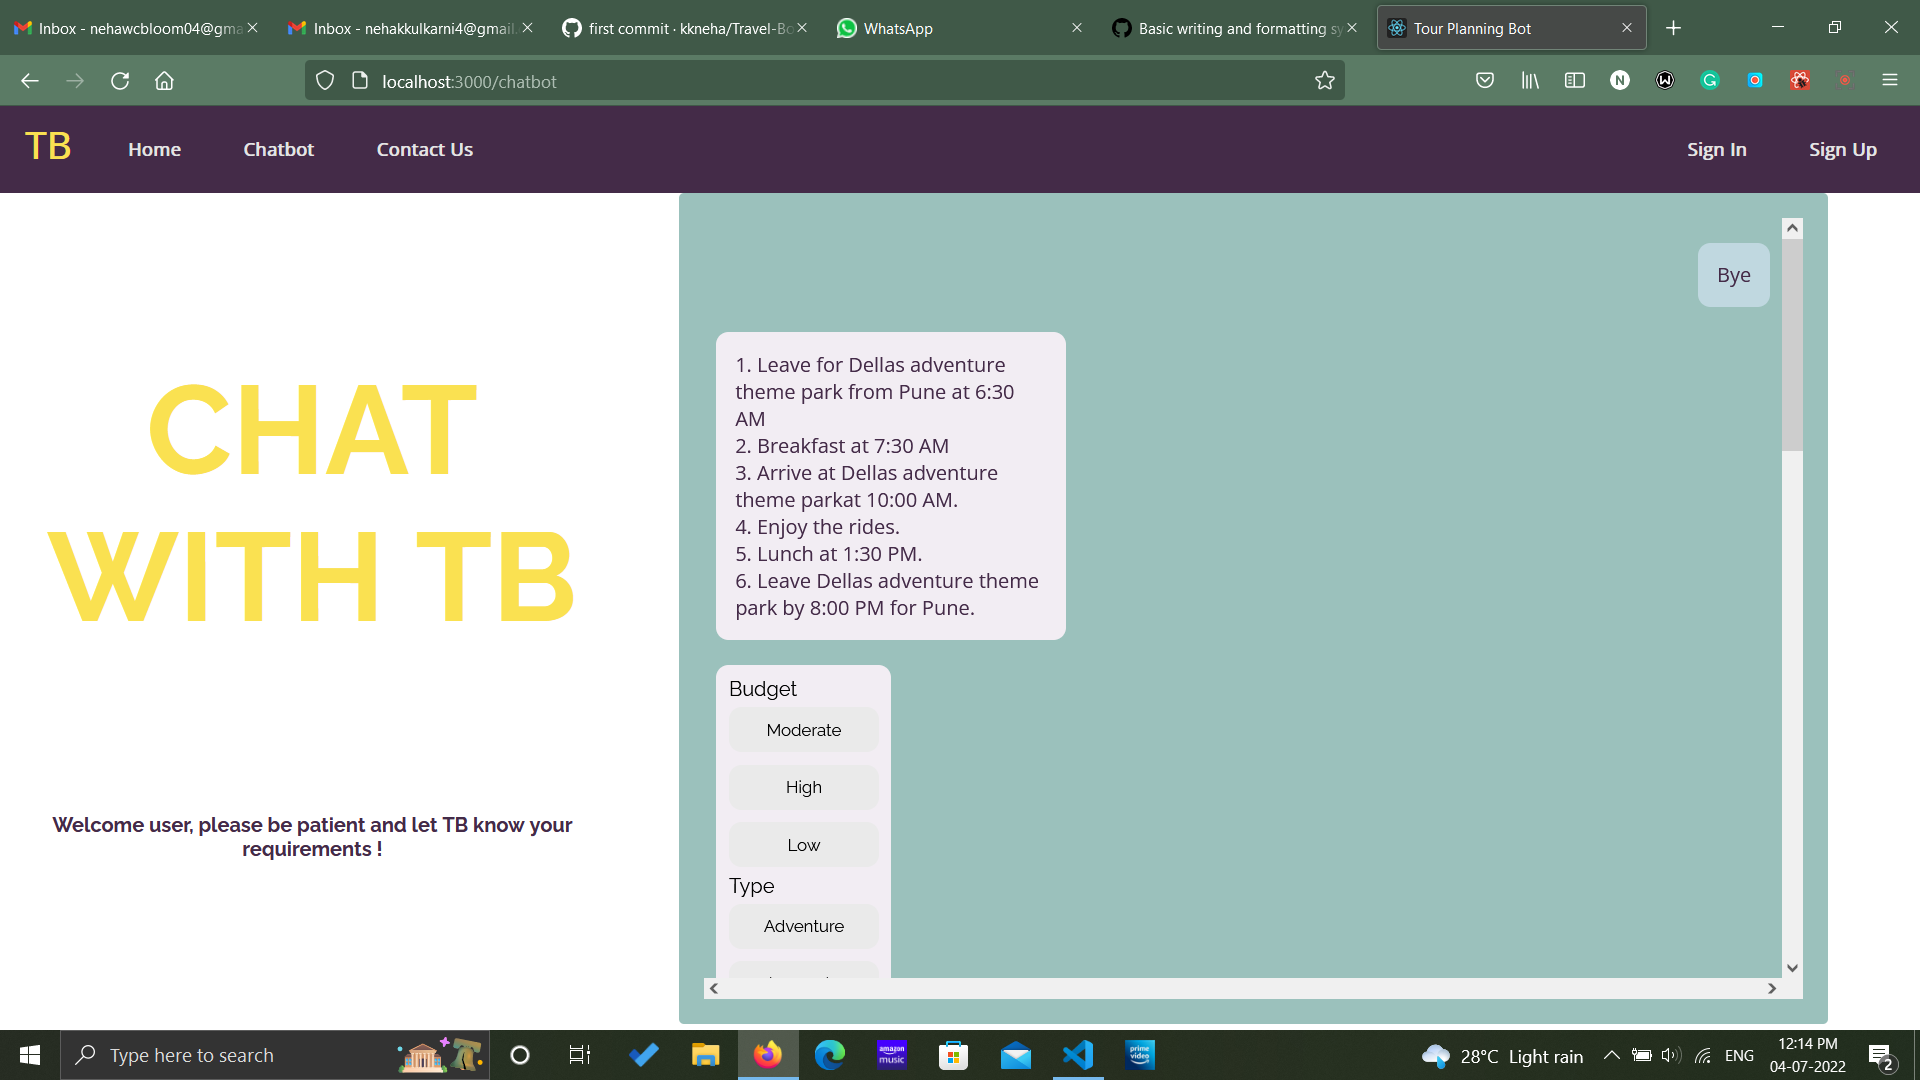 Inbox - nehawcbloom04@gma
Inbox - nehakkulkarni4@gmail.
first commit · kkneha/Travel-Bo
WhatsApp
Basic writing and formatting sy
Tour Planning Bot
localhost:3000/chatbot
N
W
G
TB
Home
Chatbot
Contact Us
Sign In
Sign Up
CHAT
WITH TB
Welcome user, please be patient and let TB know your
requirements !
Bye
1. Leave for Dellas adventure
theme park from Pune at 6:30
AM
2. Breakfast at 7:30 AM
3. Arrive at Dellas adventure
theme parkat 10:00 AM.
4. Enjoy the rides.
5. Lunch at 1:30 PM.
6. Leave Dellas adventure theme
park by 8:00 PM for Pune.
Budget
Moderate
High
Low
Type
Adventure
Type here to search
amazon
music
prime
video
28°C Light rain
ENG
12:14 PM
04-07-2022
2